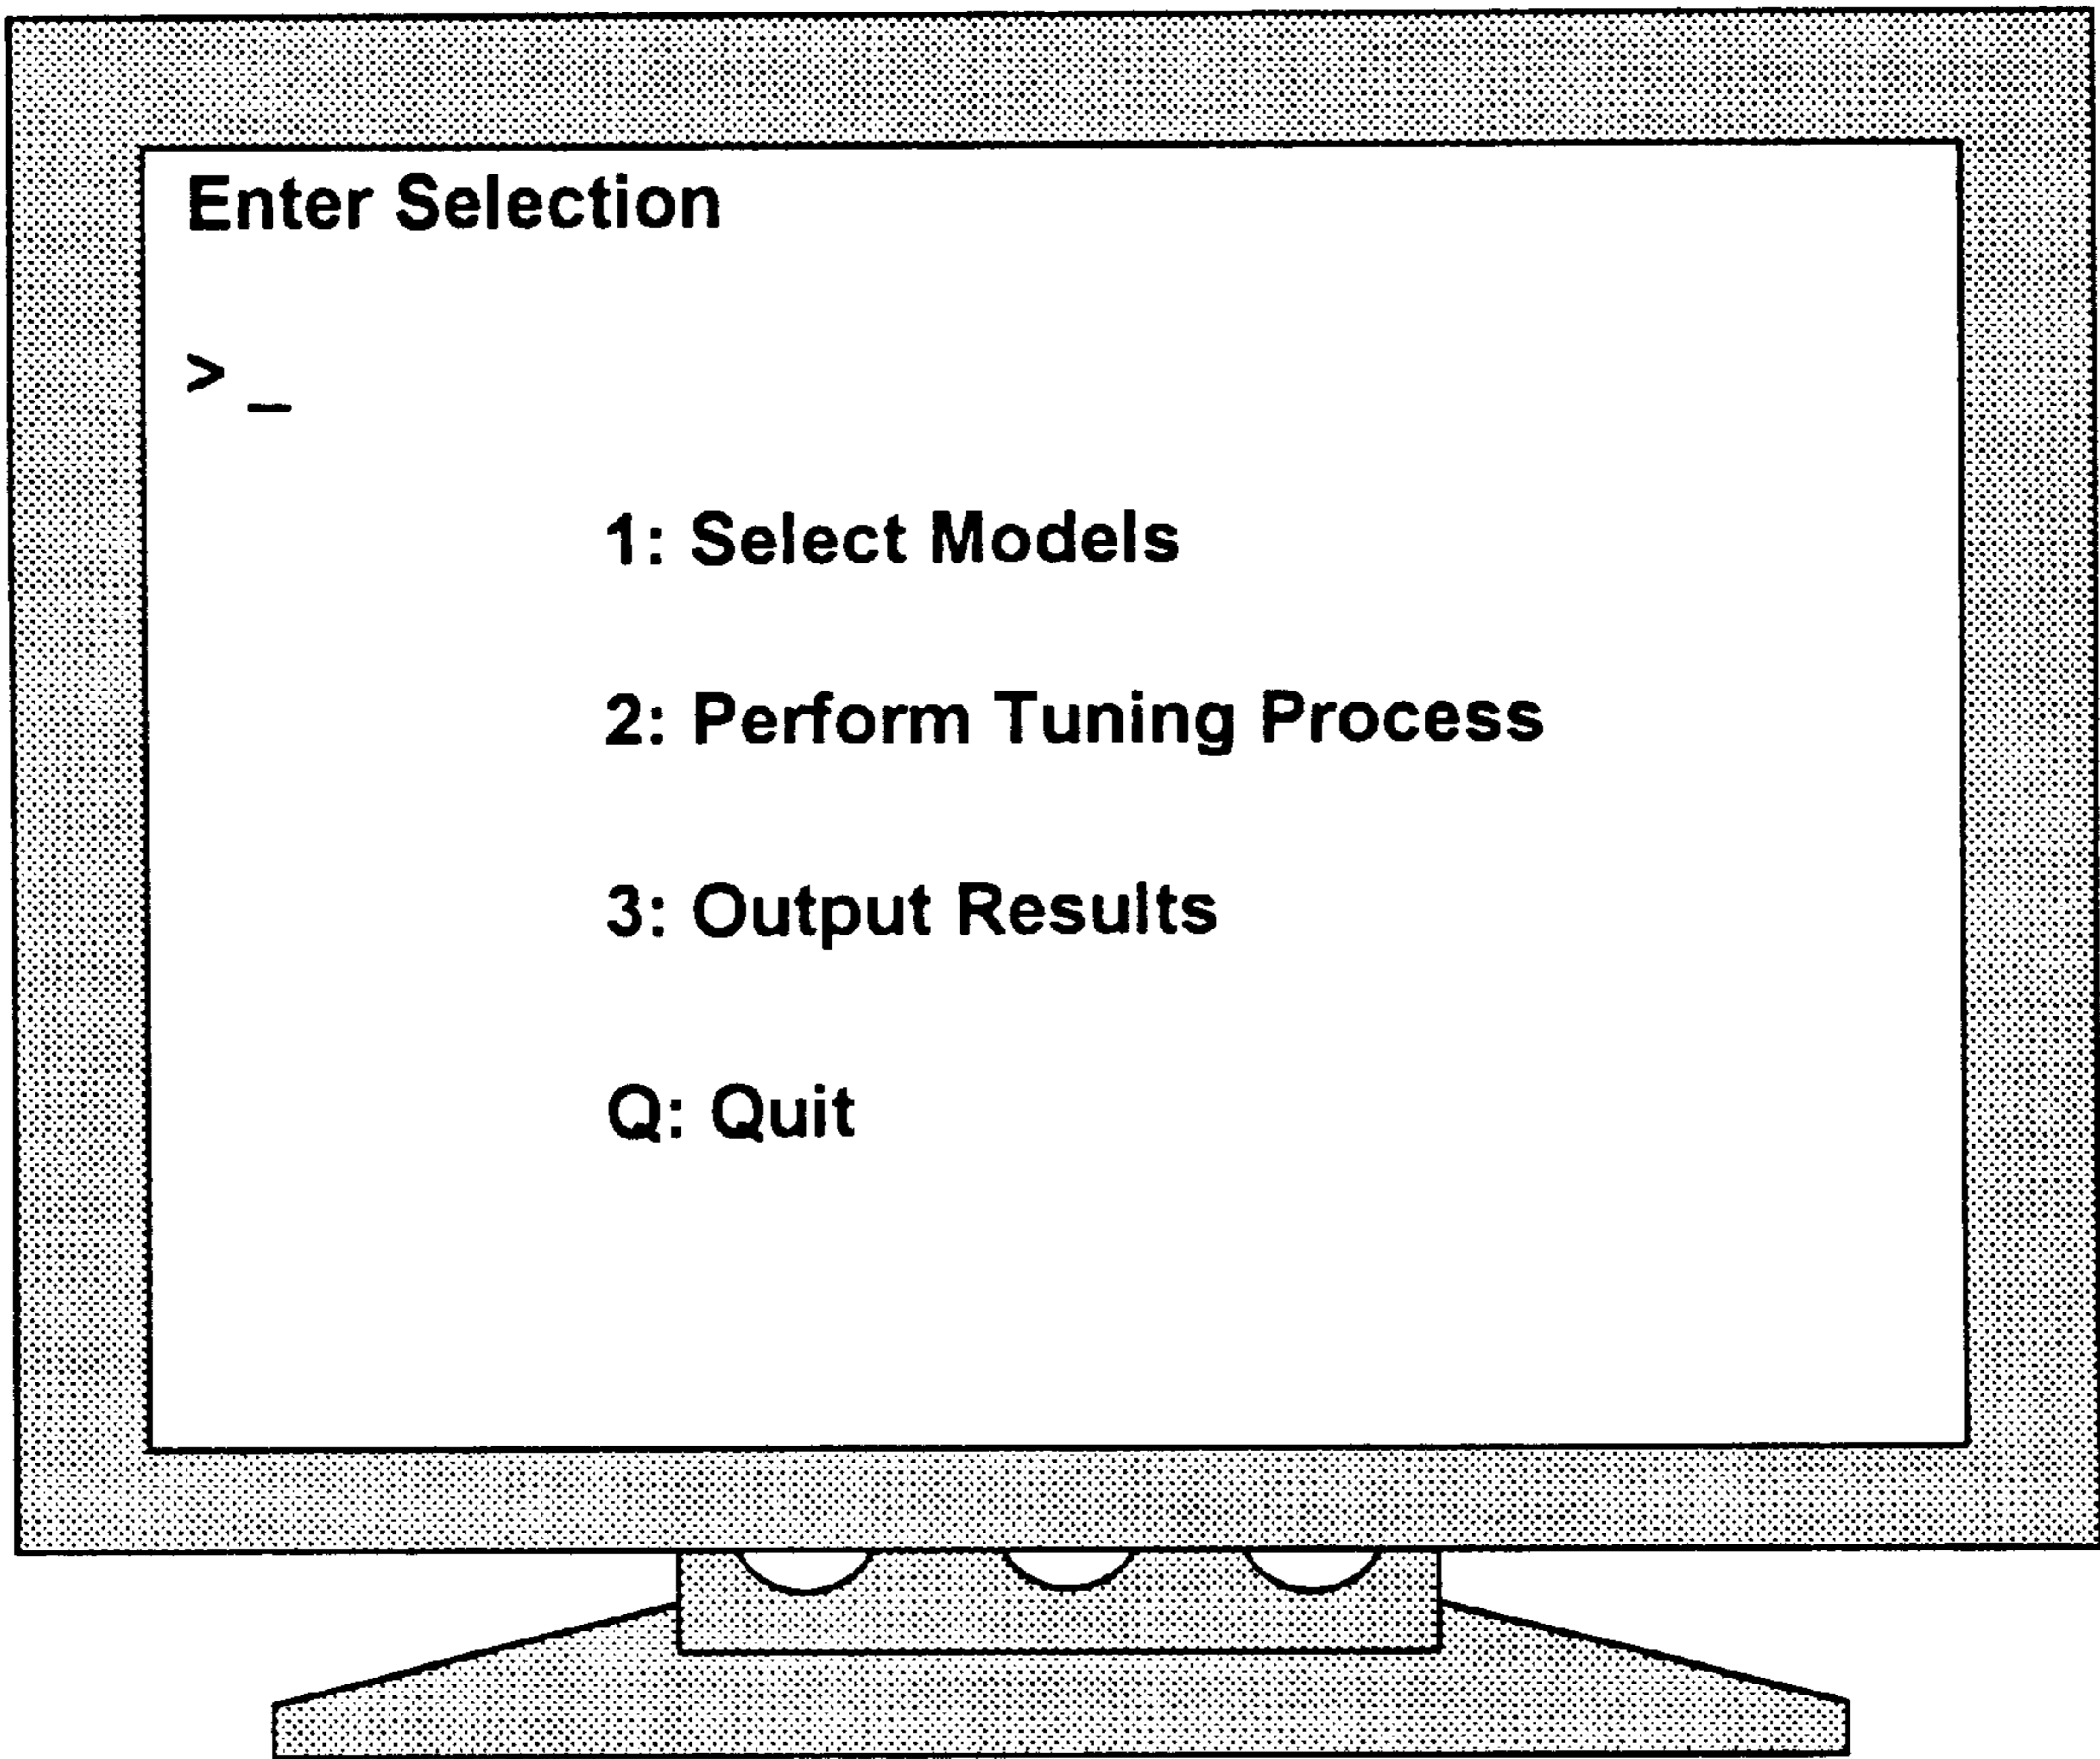 Enter Selection
> _
1: Select Models
2: Perform Tuning Process
3: Output Results
Q: Quit